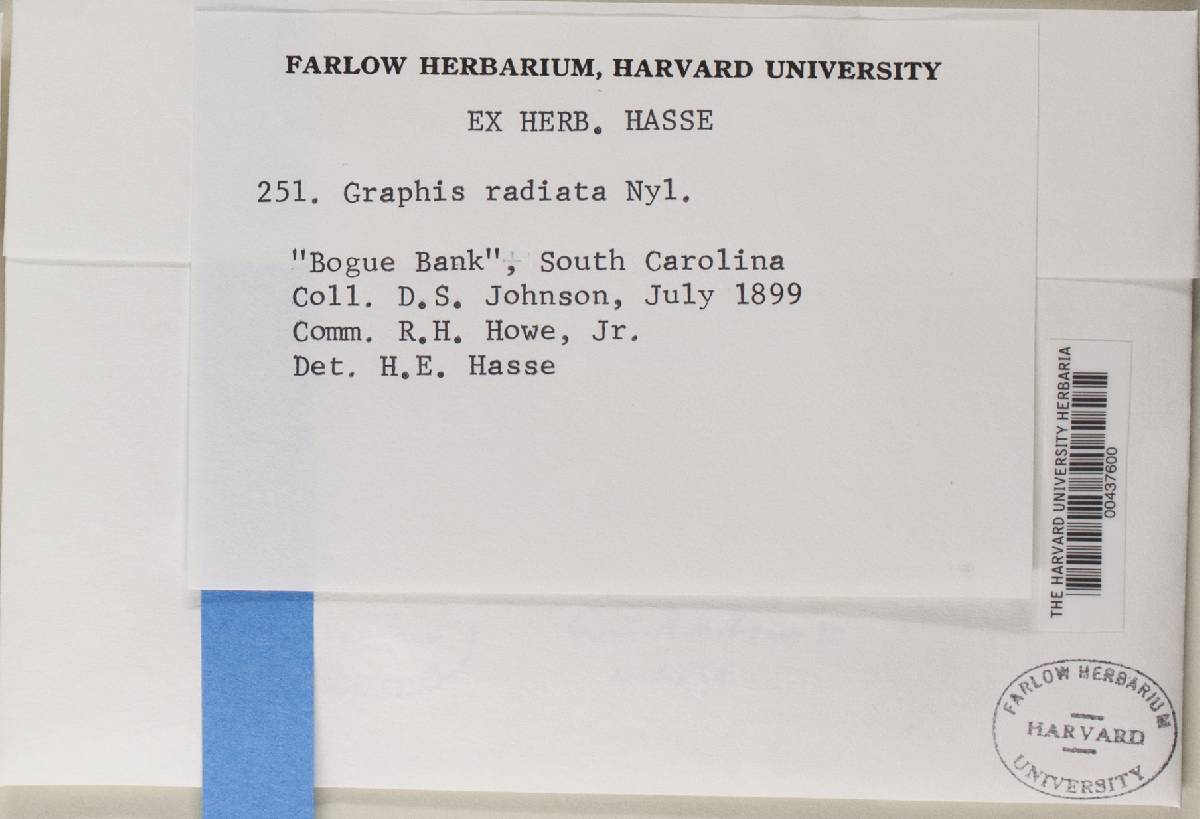 FARLOW HERBARIUM, HARVARD UNIVERSITY
EX HERB. HASSE
251. Graphis radiata Nyl.
"Bogue Bank", South Carolina
Coll. D.S. Johnson, July 1899
Comm. R.H. Howe, Jr.
Det. H.E. Hasse
THE HARVARD UNIVERSITY HERBARIA
00437600
FARLOW HERBARIUM
HARVARD
UNIVERSITY